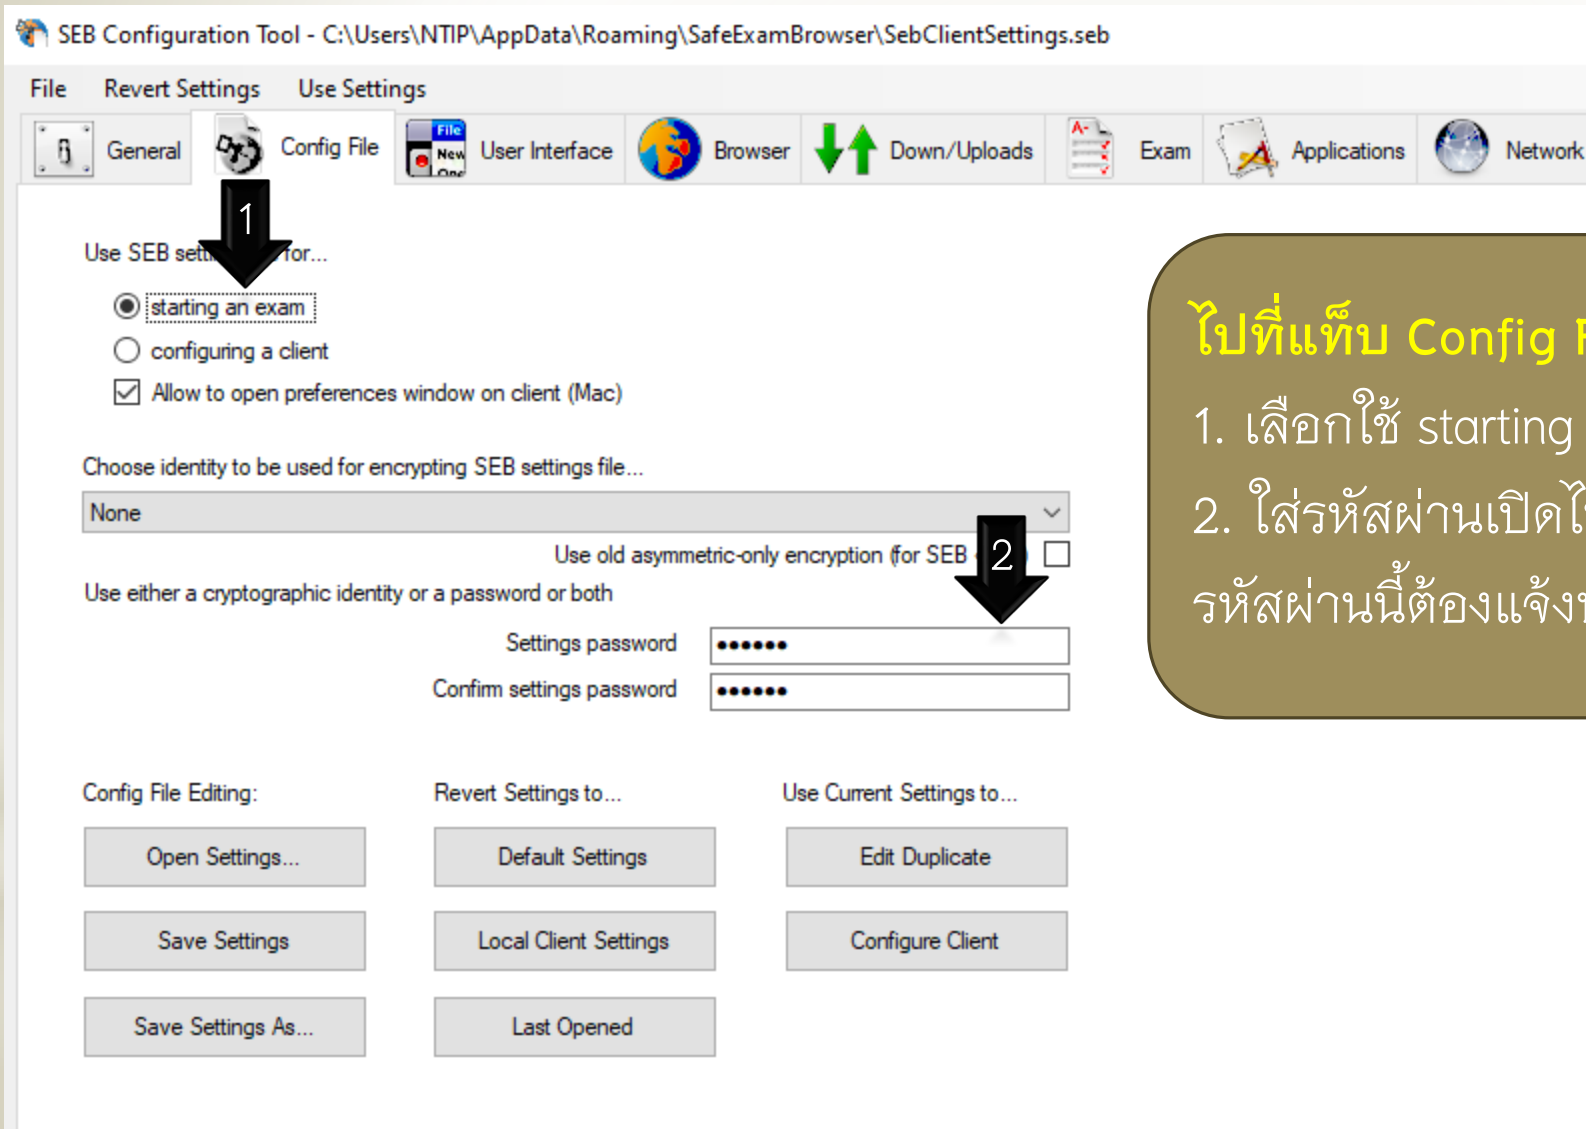 SEB Configuration Tool - C:\Users\NTIP\AppData\Roaming\SafeExamBrowser\SebClientSettings.seb
File Revert Settings Use Settings
General Config File User Interface Browser Down/Uploads Exam Applications Network
1
Use SEB for...
starting an exam
configuring a client
Allow to open preferences window on client (Mac)
Choose identity to be used for encrypting SEB settings file...
None
Use old asymmetric-only encryption (for SEB
2
Use either a cryptographic identity or a password or both
Settings password
Confirm settings password
Config File Editing: Revert Settings to... Use Current Settings to...
Open Settings... Default Settings Edit Duplicate
Save Settings Local Client Settings Configure Client
Save Settings As... Last Opened
ไปที่แท็บ Config
1. เลือกใช้ starting
2. ใส่รหัสผ่านเปิด
รหัสผ่านนี้ต้องแจ้ง